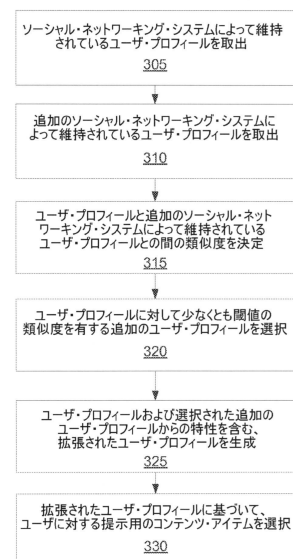 ソーシャル・ネットワーキング・システムによって維持
されているユーザ・プロフィールを取出
305
追加のソーシャル・ネットワーキング・システムに
よって維持されているユーザ・プロフィールを取出
310
ユーザ・プロフィールと追加のソーシャル・ネット
ワーキング・システムによって維持されている
ユーザ・プロフィールとの間の類似度を決定
315
ユーザ・プロフィールに対して少なくとも閾値の
類似度を有する追加のユーザ・プロフィールを選択
320
ユーザ・プロフィールおよび選択された追加の
ユーザ・プロフィールからの特性を含む、
拡張されたユーザ・プロフィールを生成
325
拡張されたユーザ・プロフィールに基づいて、
ユーザに対する提示用のコンテンツ・アイテムを選択
330